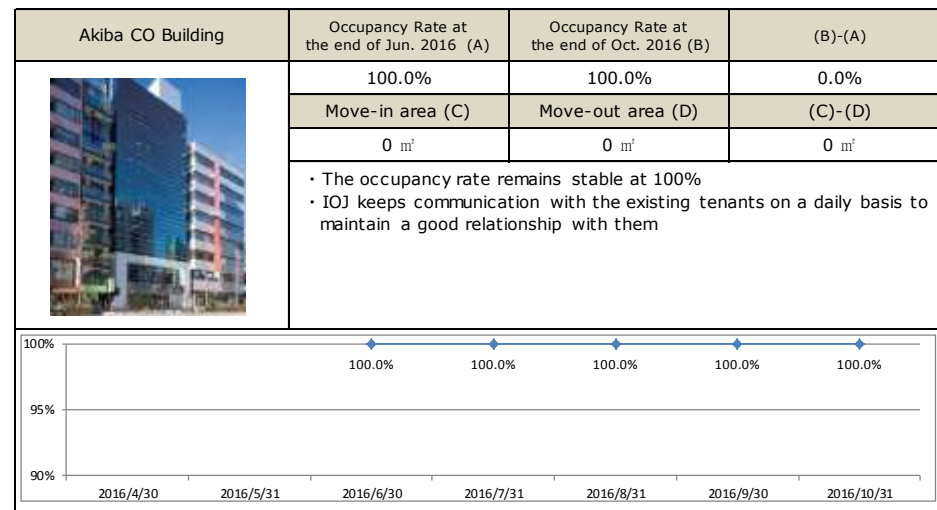 Akiba CO Building
Occupancy Rate at
the end of Jun. 2016 (A)
Occupancy Rate at
the end of Oct. 2016 (B)
(B)-(A)
100.0%
100.0%
0.0%
Move-in area (C)
Move-out area (D)
(C)-(D)
0 ㎡
0 ㎡
0 ㎡
・The occupancy rate remains stable at 100%
・IOJ keeps communication with the existing tenants on a daily basis to
maintain a good relationship with them
100%
100.0%
100.0%
100.0%
100.0%
100.0%
95%
90%
2016/4/30
2016/5/31
2016/6/30
2016/7/31
2016/8/31
2016/9/30
2016/10/31